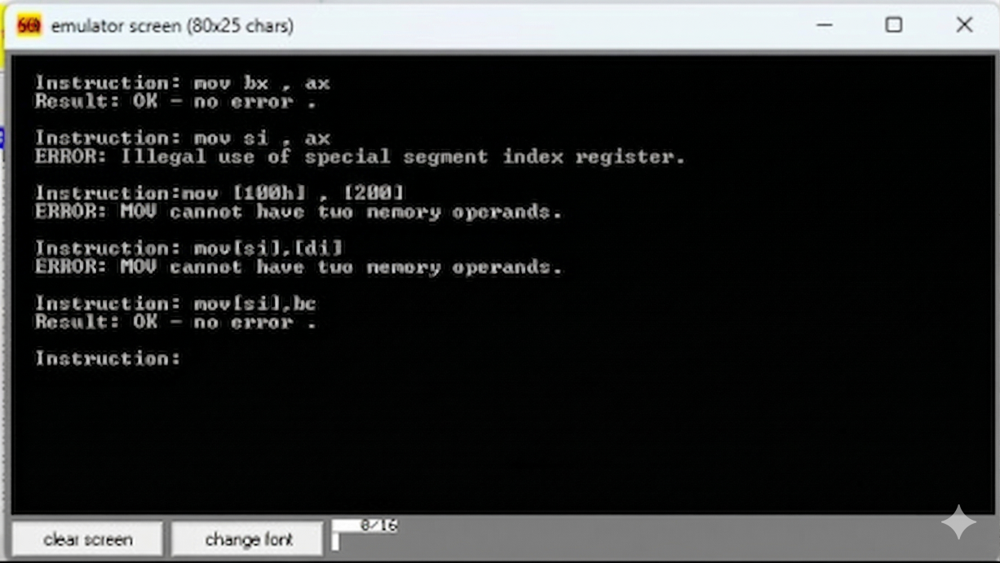 emulator screen (80x25 chars)
Instruction: mov bx , ax
Result: OK - no error .
Instruction: mov si , ax
ERROR: Illegal use of special segment index register.
Instruction:mov [100h] , [200]
ERROR: MOV cannot have two memory operands.
Instruction: mov[si],[di]
ERROR: MOV cannot have two memory operands.
Instruction: mov[si],bc
Result: OK - no error .
Instruction:
clear screen
change font
0/16